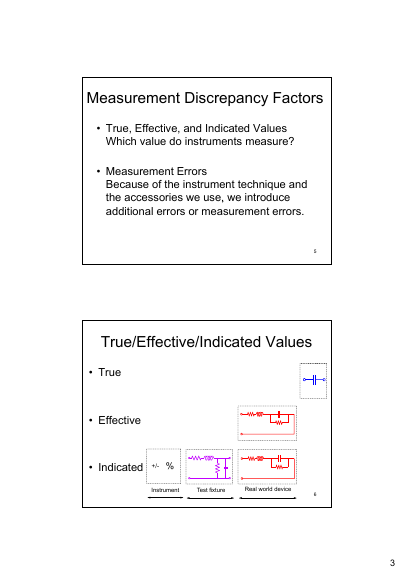 Measurement Discrepancy Factors
• True, Effective, and Indicated Values
Which value do instruments measure?
• Measurement Errors
Because of the instrument technique and
the accessories we use, we introduce
additional errors or measurement errors.
5
True/Effective/Indicated Values
• True
• Effective
• Indicated
+/- %
Instrument
Test fixture
Real world device
6
3